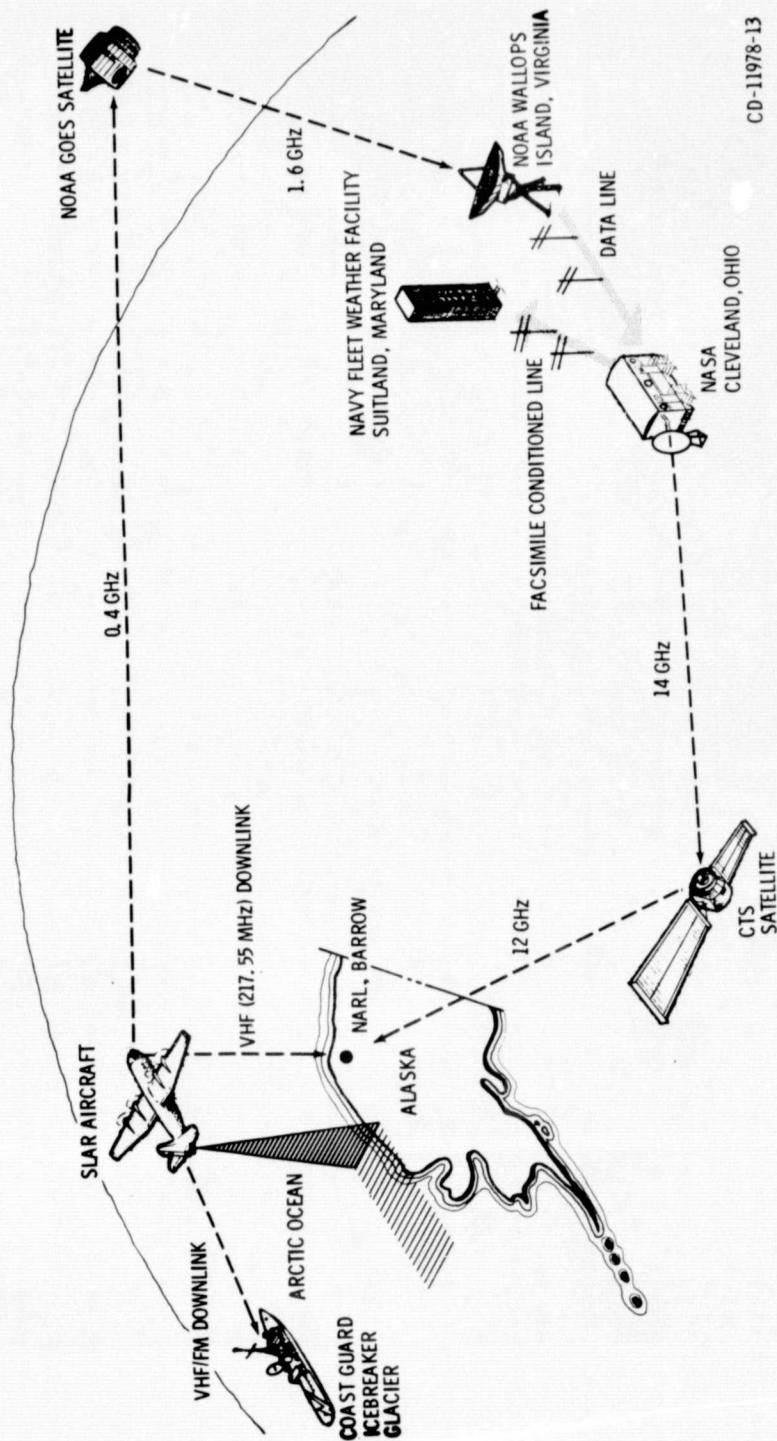 SLAR AIRCRAFT
0.4 GHz
NOAA GOES SATELLITE
VHF/FM DOWNLINK
VHF (217.55 MHz) DOWNLINK
1.6 GHz
ARCTIC OCEAN
COAST GUARD
ICEBREAKER
GLACIER
NARL, BARROW
ALASKA
NAVY FLEET WEATHER FACILITY
SUITLAND, MARYLAND
NOAA WALLOPS
ISLAND, VIRGINIA
FACSIMILE CONDITIONED LINE
DATA LINE
12 GHz
14 GHz
NASA
CLEVELAND, OHIO
CTS
SATELLITE
CD-11978-13